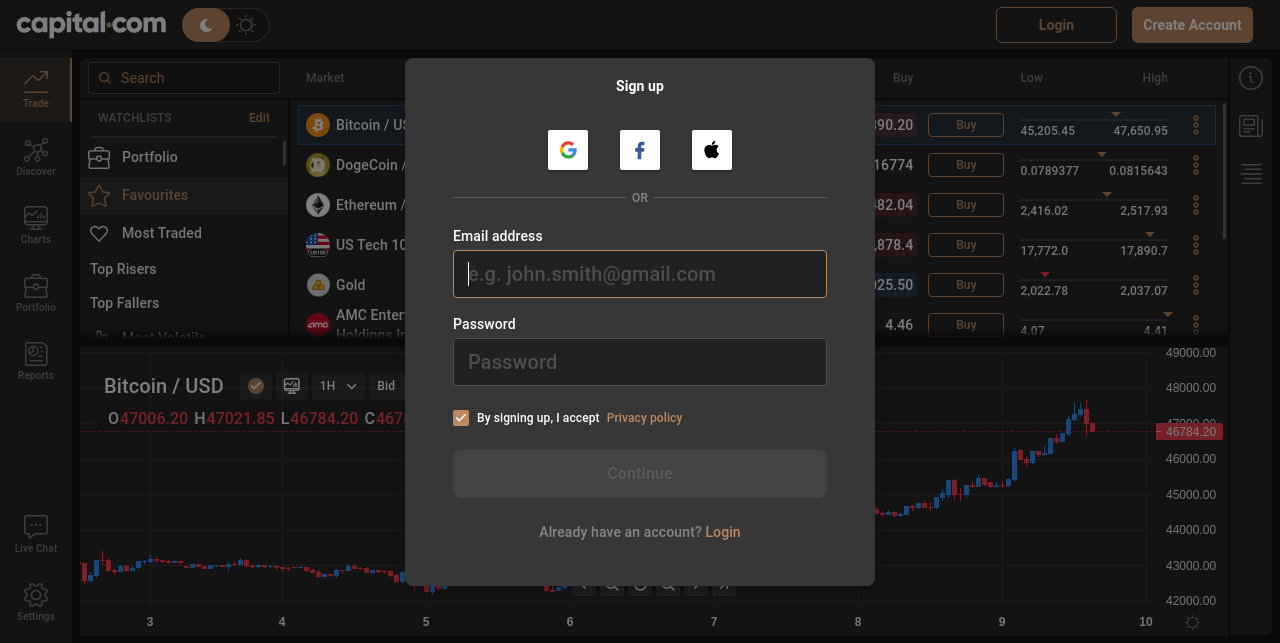 capital.com
Login
Create Account
Trade
Discover
Charts
Portfolio
Reports
Live Chat
Settings
Search
WATCHLISTS
Edit
Portfolio
Favourites
Most Traded
Top Risers
Top Fallers
Most Volatile
Market
Buy
Low
High
Bitcoin / US
90.20
Buy
45,205.45
47,650.95
DogeCoin /
16774
Buy
0.0789377
0.0815643
Ethereum /
82.04
Buy
2,416.02
2,517.93
US Tech 10
,878.4
Buy
17,772.0
17,890.7
Gold
25.50
Buy
2,022.78
2,037.07
AMC Enter
Holdings In
4.46
Buy
4.07
4.41
Sign up
OR
Email address
e.g. john.smith@gmail.com
Password
Password
By signing up, I accept Privacy policy
Continue
Already have an account? Login
Bitcoin / USD
1H
Bid
O47006.20 H47021.85 L46784.20 C4678
49000.00
48000.00
47000.00
46784.20
46000.00
45000.00
44000.00
43000.00
42000.00
3
4
5
6
7
8
9
10